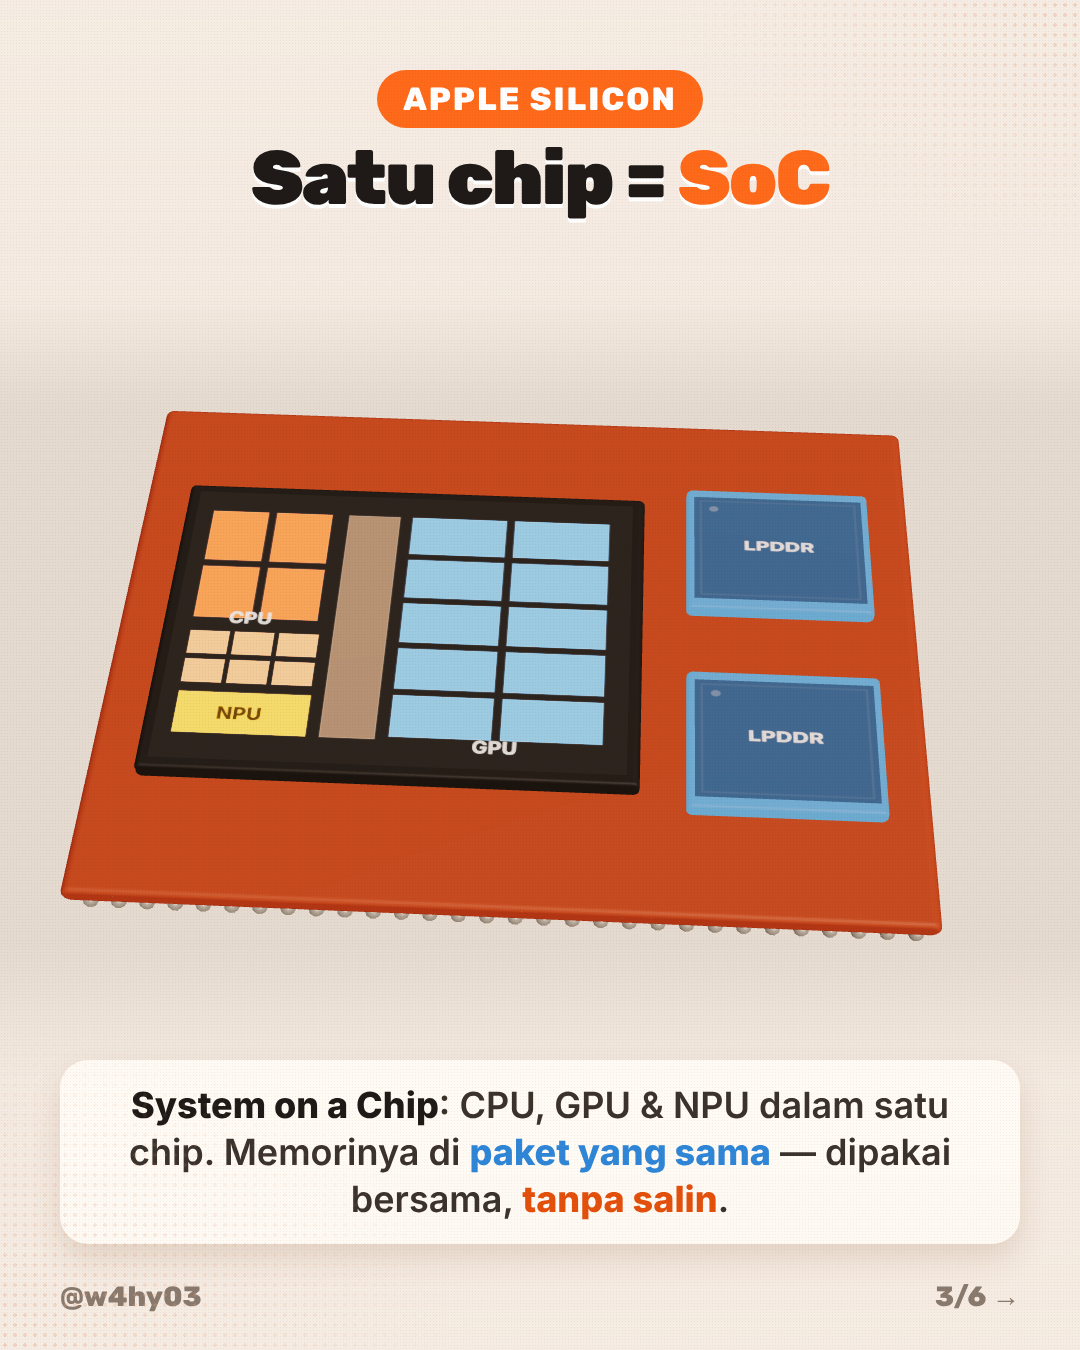 APPLE SILICON
Satu chip = SoC
LPDDR
CPU
NPU
GPU
LPDDR
System on a Chip: CPU, GPU & NPU dalam satu
chip. Memorinya di paket yang sama — dipakai
bersama, tanpa salin.
@w4hy03
3/6 →